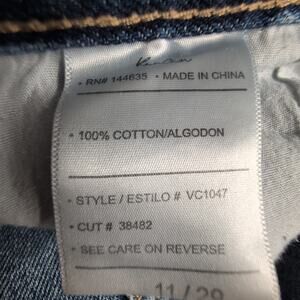 • RN# 144635 • MADE IN CHINA
• 100% COTTON/ALGODON
• STYLE / ESTILO # VC1047
• CUT # 38482
• SEE CARE ON REVERSE
11/29